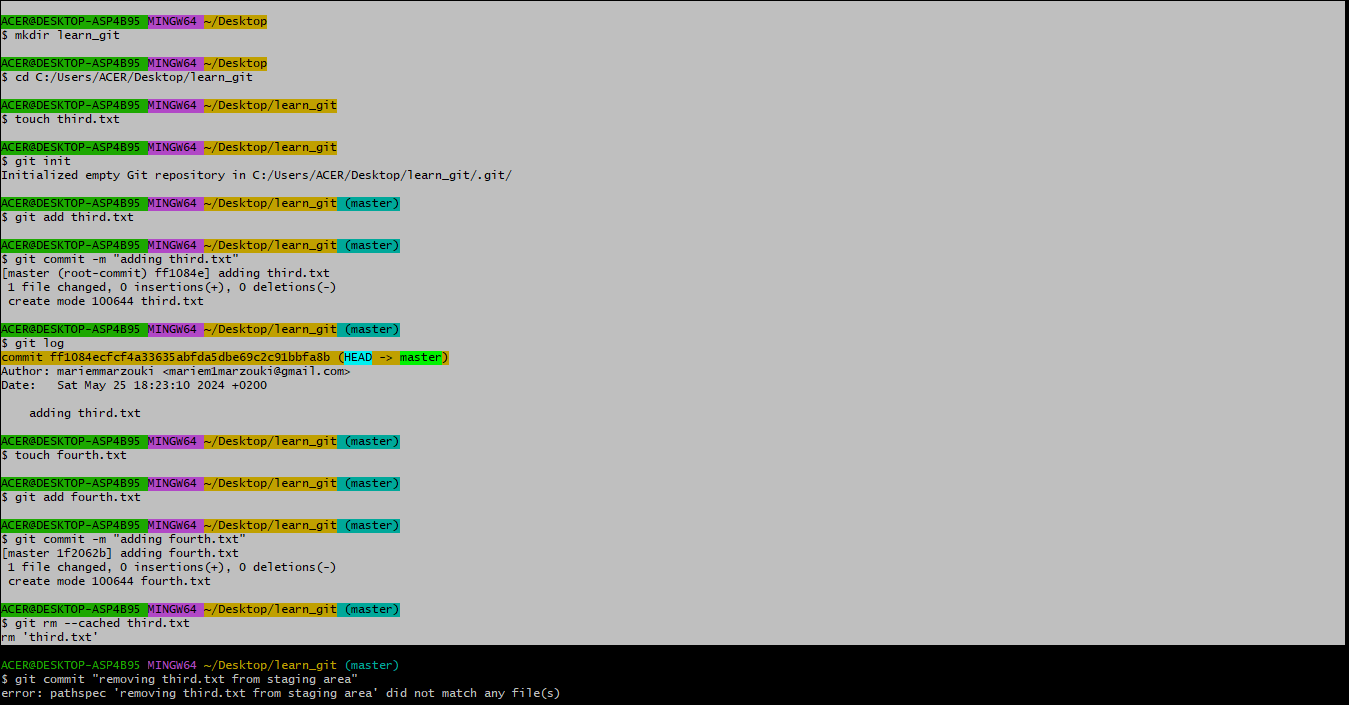 ACER@DESKTOP-ASP4B95 MINGW64 ~/Desktop
$ mkdir learn_git
ACER@DESKTOP-ASP4B95 MINGW64 ~/Desktop
$ cd C:/Users/ACER/Desktop/learn_git
ACER@DESKTOP-ASP4B95 MINGW64 ~/Desktop/learn_git
$ touch third.txt
ACER@DESKTOP-ASP4B95 MINGW64 ~/Desktop/learn_git
$ git init
Initialized empty Git repository in C:/Users/ACER/Desktop/learn_git/.git/
ACER@DESKTOP-ASP4B95 MINGW64 ~/Desktop/learn_git (master)
$ git add third.txt
ACER@DESKTOP-ASP4B95 MINGW64 ~/Desktop/learn_git (master)
$ git commit -m "adding third.txt"
[master (root-commit) ff1084e] adding third.txt
1 file changed, 0 insertions(+), 0 deletions(-)
create mode 100644 third.txt
ACER@DESKTOP-ASP4B95 MINGW64 ~/Desktop/learn_git (master)
$ git log
commit ff1084ecfcf4a33635abfda5dbe69c2c91bbfa8b (HEAD -> master)
Author: mariemmarzouki <mariem1marzouki@gmail.com>
Date:   Sat May 25 18:23:10 2024 +0200
adding third.txt
ACER@DESKTOP-ASP4B95 MINGW64 ~/Desktop/learn_git (master)
$ touch fourth.txt
ACER@DESKTOP-ASP4B95 MINGW64 ~/Desktop/learn_git (master)
$ git add fourth.txt
ACER@DESKTOP-ASP4B95 MINGW64 ~/Desktop/learn_git (master)
$ git commit -m "adding fourth.txt"
[master 1f2062b] adding fourth.txt
1 file changed, 0 insertions(+), 0 deletions(-)
create mode 100644 fourth.txt
ACER@DESKTOP-ASP4B95 MINGW64 ~/Desktop/learn_git (master)
$ git rm --cached third.txt
rm 'third.txt'
ACER@DESKTOP-ASP4B95 MINGW64 ~/Desktop/learn_git (master)
$ git commit "removing third.txt from staging area"
error: pathspec 'removing third.txt from staging area' did not match any file(s)